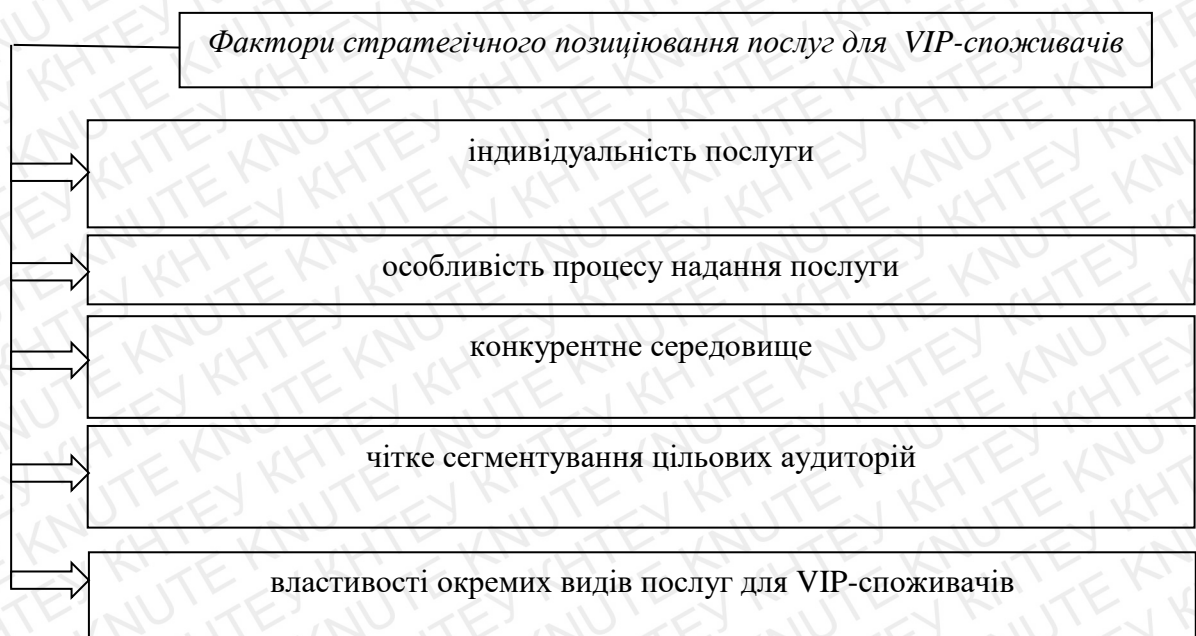 Фактори стратегічного позиціювання послуг для VIP-споживачів
індивідуальність послуги
особливість процесу надання послуги
конкурентне середовище
чітке сегментування цільових аудиторій
властивості окремих видів послуг для VIP-споживачів